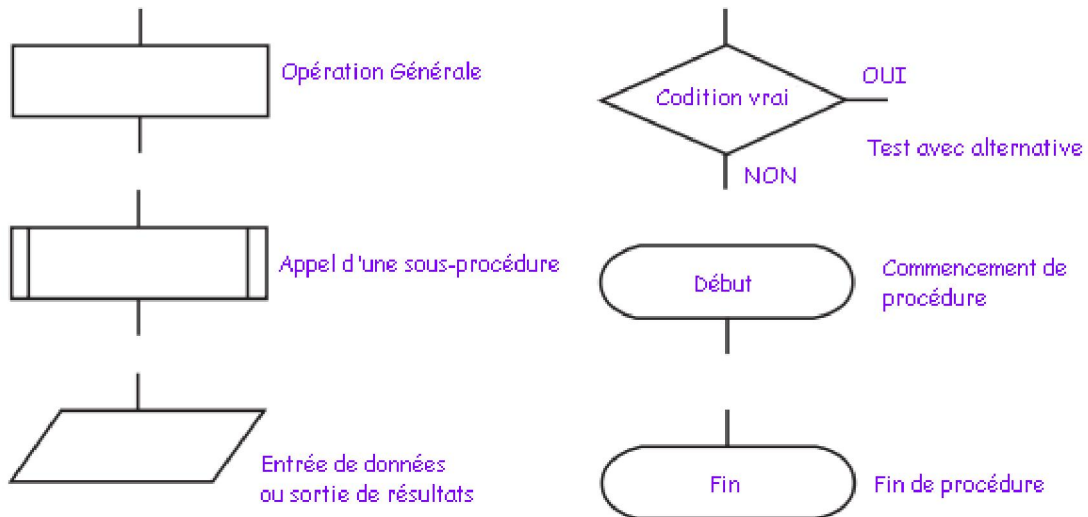 Opération Générale
Appel d'une sous-procédure
Entrée de données
ou sortie de résultats
Codition vrai
OUI
Test avec alternative
NON
Début
Commencement de
procédure
Fin
Fin de procédure